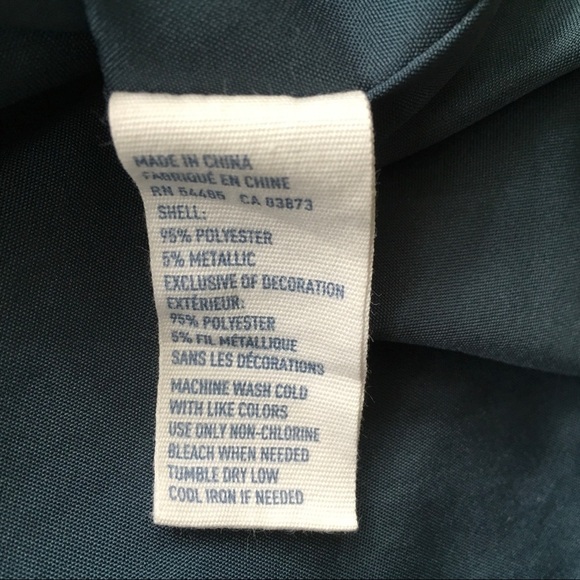 MADE IN CHINA
FABRIQUÉ EN CHINE
RN 54485 CA 83873
SHELL:
95% POLYESTER
5% METALLIC
EXCLUSIVE OF DECORATION
EXTÉRIEUR:
95% POLYESTER
5% FIL MÉTALLIQUE
SANS LES DÉCORATIONS
MACHINE WASH COLD
WITH LIKE COLORS
USE ONLY NON-CHLORINE
BLEACH WHEN NEEDED
TUMBLE DRY LOW
COOL IRON IF NEEDED